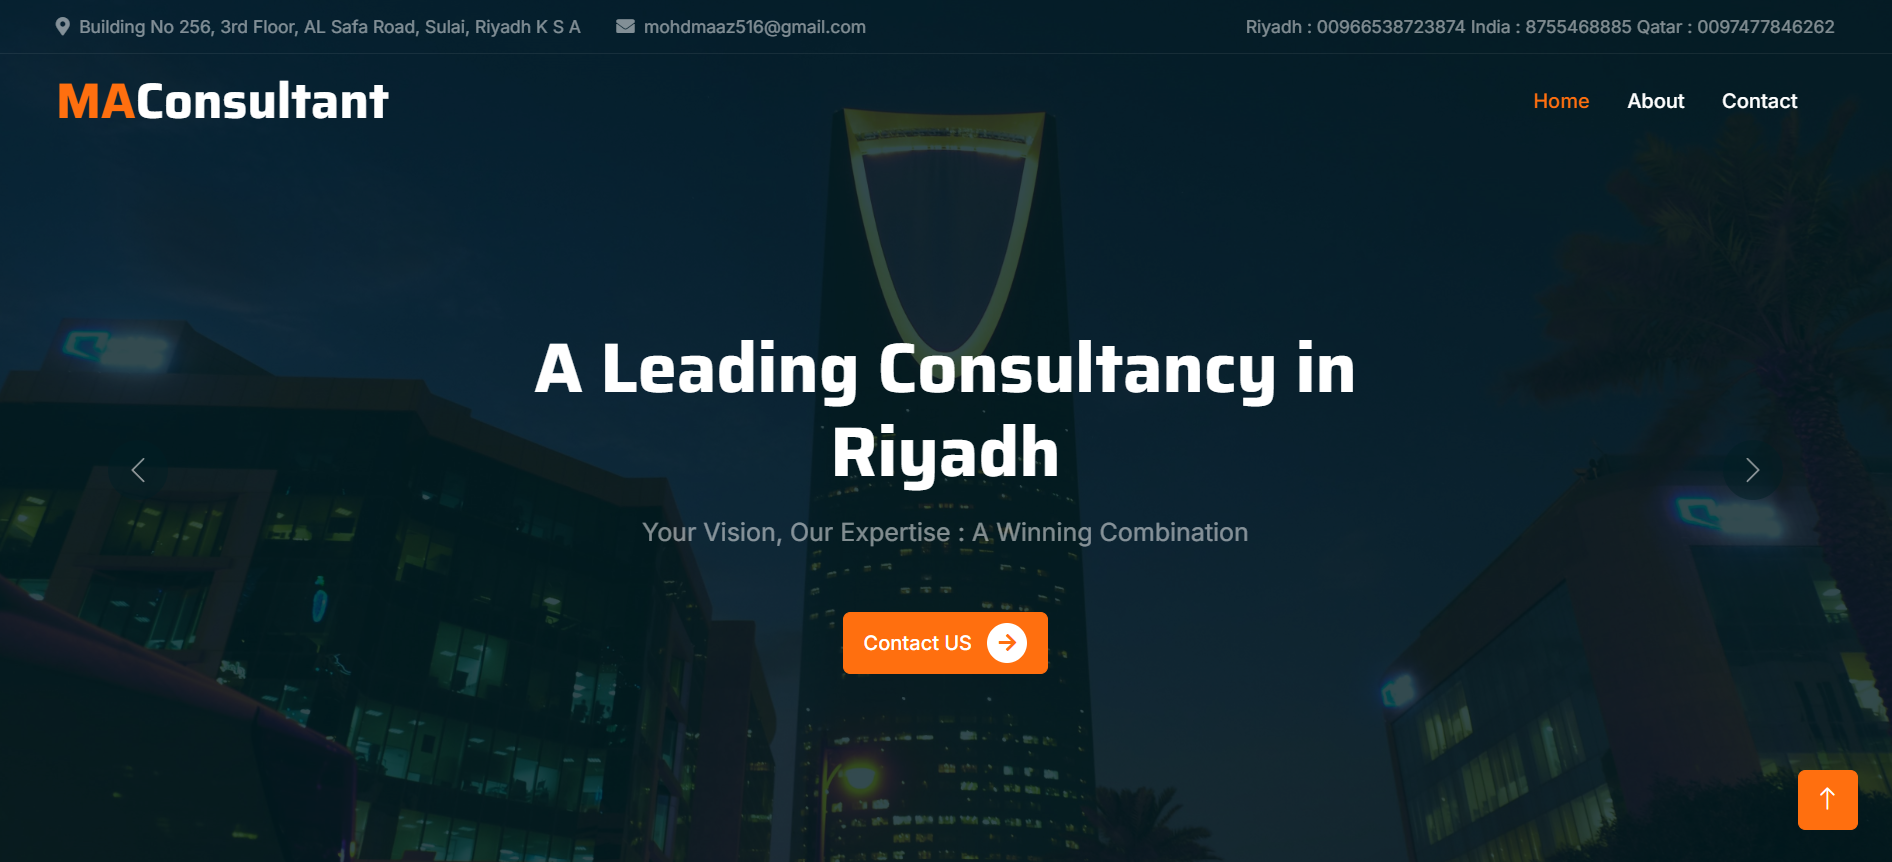 Building No 256, 3rd Floor, AL Safa Road, Sulai, Riyadh K S A
mohdmaaz516@gmail.com
Riyadh : 00966538723874 India : 8755468885 Qatar : 0097477846262
MAConsultant
Home
About
Contact
A Leading Consultancy in
Riyadh
Your Vision, Our Expertise : A Winning Combination
Contact US